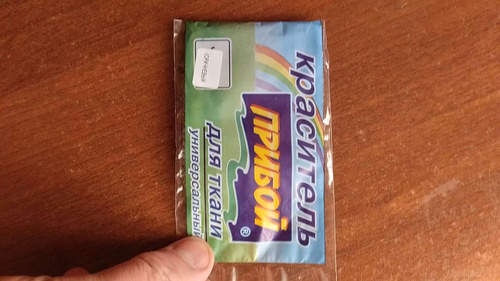 краситель
ПРИБОЙ
®
для ткани
универсальный